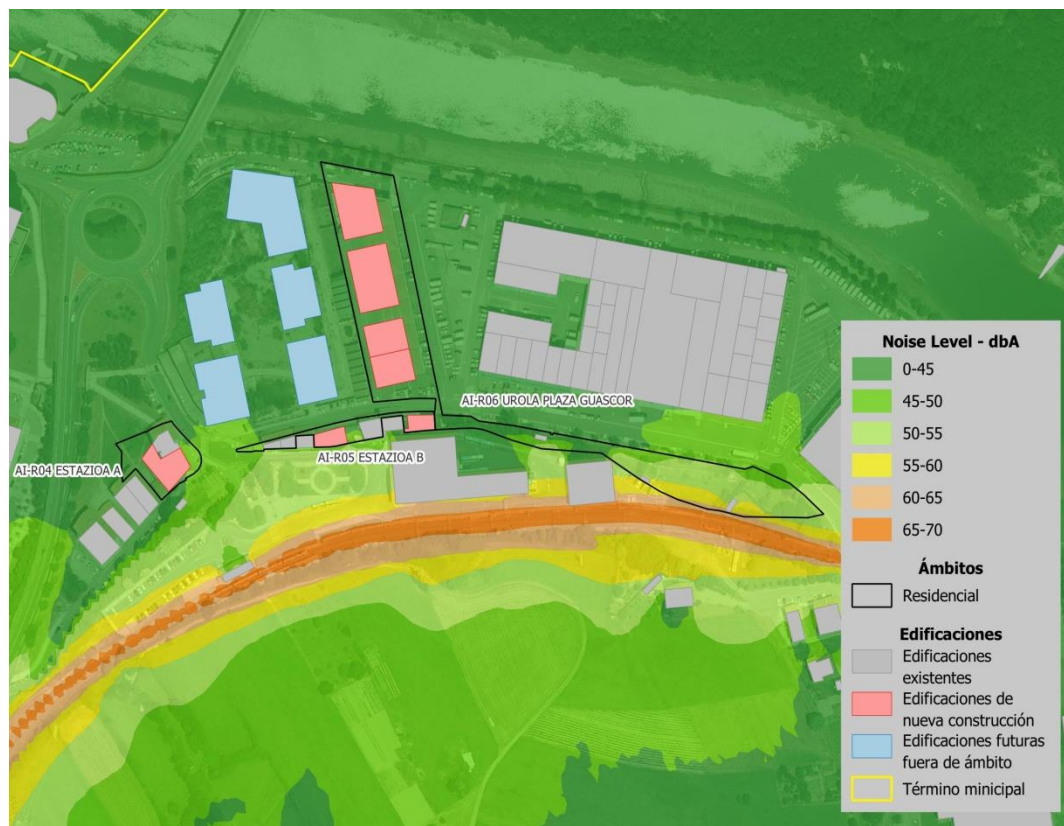 AI-R06 UROLA PLAZA GUASCOR
AI-R05 ESTAZIOA B
AI-R04 ESTAZIOA A
Noise Level - dbA
0-45
45-50
50-55
55-60
60-65
65-70
Ámbitos
Residencial
Edificaciones
Edificaciones
existentes
Edificaciones de
nueva construcción
Edificaciones futuras
fuera de ámbito
Término minicipal